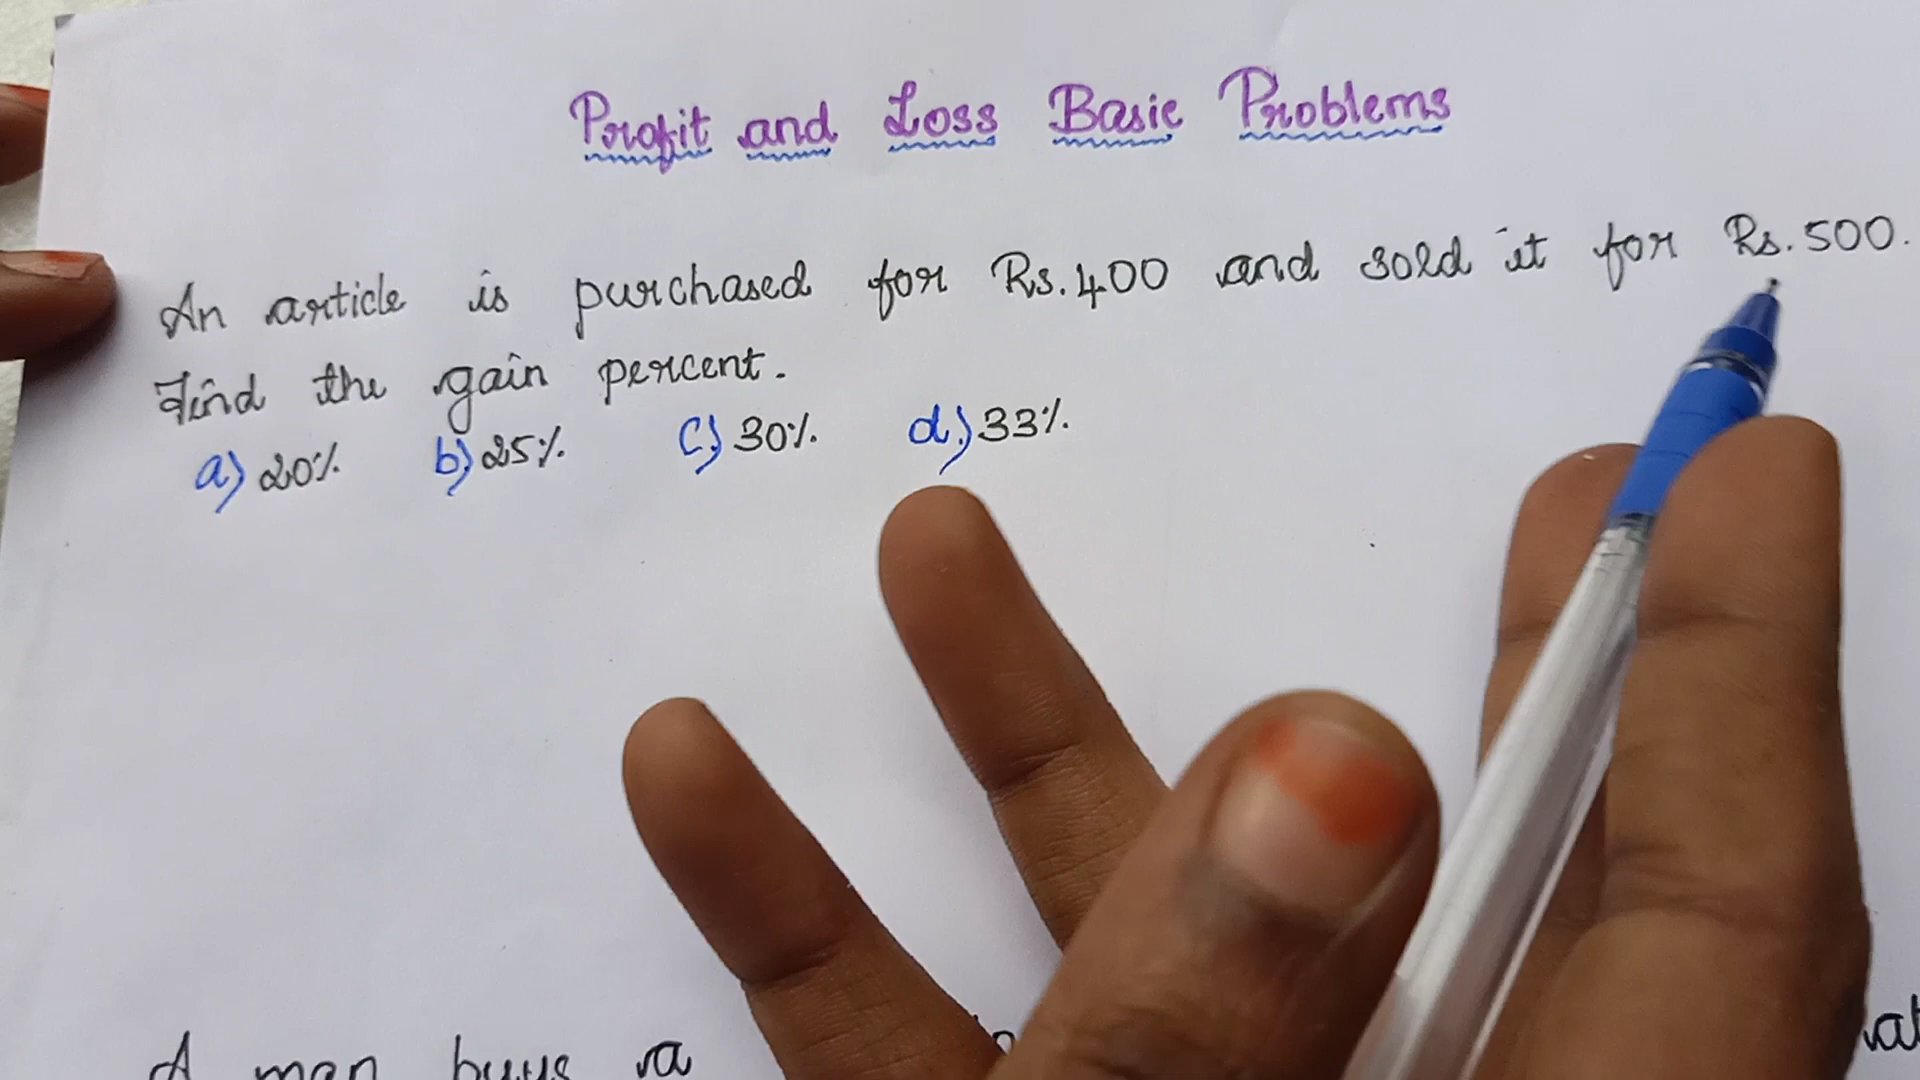 Profit and Loss Basic Problems
An article is purchased for Rs.400 and sold it for Rs.500.
Find the gain percent.
a) 20% b) 25% c) 30% d.) 33%
A man buys a